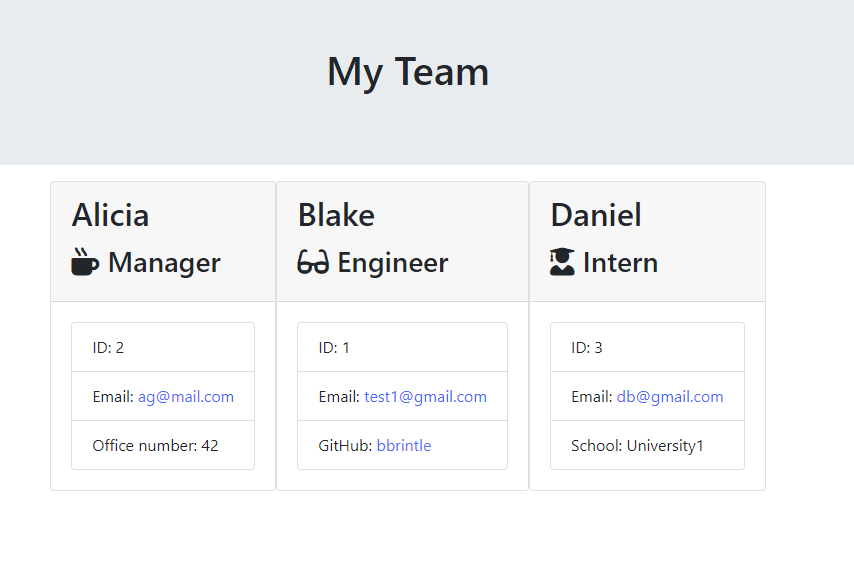 My Team
Alicia
Manager
ID: 2
Email: ag@mail.com
Office number: 42
Blake
Engineer
ID: 1
Email: test1@gmail.com
GitHub: bbrintle
Daniel
Intern
ID: 3
Email: db@gmail.com
School: University1